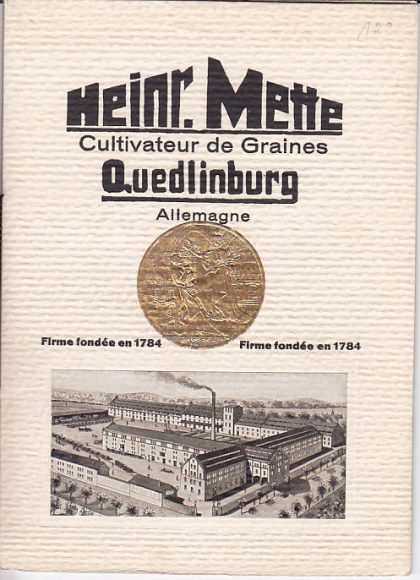 Heinr. Mette
Cultivateur de Graines
Quedlinburg
Allemagne
Firme fondée en 1784 Firme fondée en 1784